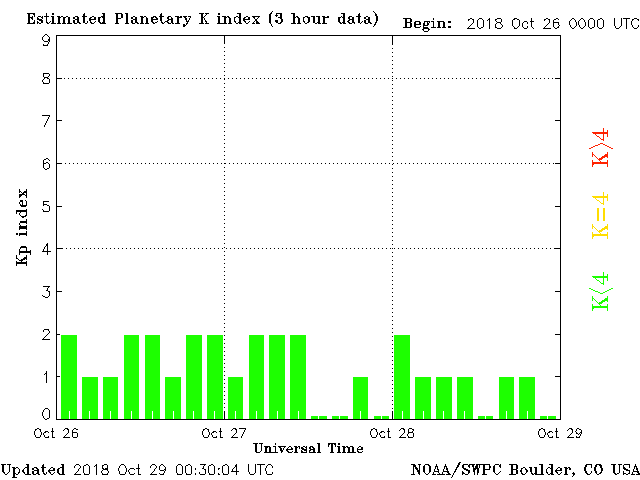 Estimated Planetary K index (3 hour data) Begin: 2018 Oct 26 0000 UTC
9
8
7
6
5
4
3
2
1
0
Kp index
K>4
K=4
K<4
Oct 26 Oct 27 Oct 28 Oct 29
Universal Time
Updated 2018 Oct 29 00:30:04 UTC NOAA/SWPC Boulder, CO USA